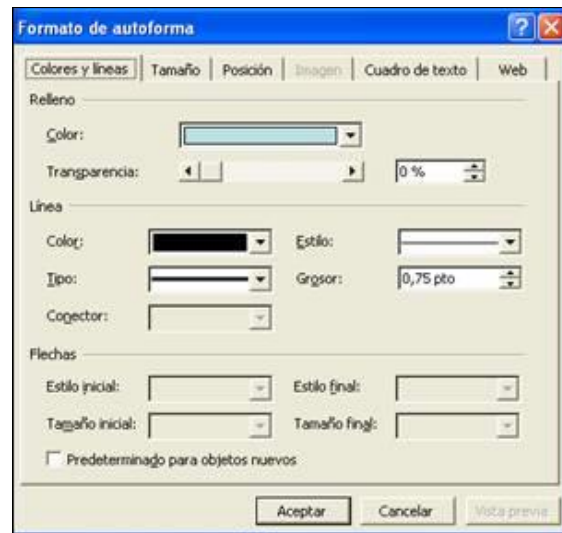 Formato de autoforma
Colores y líneas Tamaño Posición Imagen Cuadro de texto Web
Relleno
Color:
Transparencia: 0 %
Línea
Color: Estilo:
Tipo: Grosor: 0,75 pto
Conector:
Flechas
Estilo inicial: Estilo final:
Tamaño inicial: Tamaño final:
Predeterminado para objetos nuevos
Aceptar Cancelar Vista previa